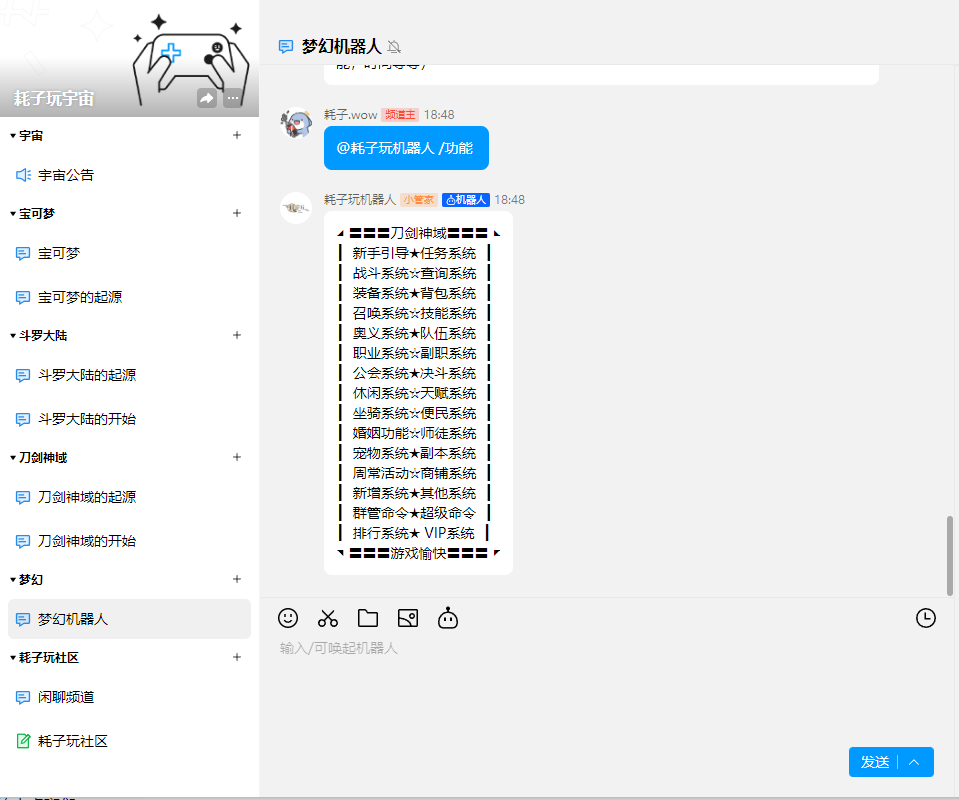 耗子玩宇宙
宇宙
宇宙公告
宝可梦
宝可梦
宝可梦的起源
斗罗大陆
斗罗大陆的起源
斗罗大陆的开始
刀剑神域
刀剑神域的起源
刀剑神域的开始
梦幻
梦幻机器人
耗子玩社区
闲聊频道
耗子玩社区
梦幻机器人
耗子.wow 频道主 18:48
@耗子玩机器人 /功能
耗子玩机器人 小管家 机器人 18:48
◢ 〓〓〓刀剑神域〓〓〓 ◣
┃ 新手引导★任务系统 ┃
┃ 战斗系统☆查询系统 ┃
┃ 装备系统★背包系统 ┃
┃ 召唤系统☆技能系统 ┃
┃ 奥义系统★队伍系统 ┃
┃ 职业系统☆副职系统 ┃
┃ 公会系统★决斗系统 ┃
┃ 休闲系统☆天赋系统 ┃
┃ 坐骑系统☆便民系统 ┃
┃ 婚姻功能☆师徒系统 ┃
┃ 宠物系统★副本系统 ┃
┃ 周常活动☆商铺系统 ┃
┃ 新增系统★其他系统 ┃
┃ 群管命令★超级命令 ┃
┃ 排行系统★ VIP系统 ┃
◥ 〓〓〓游戏愉快〓〓〓 ◤
输入/可唤起机器人
发送